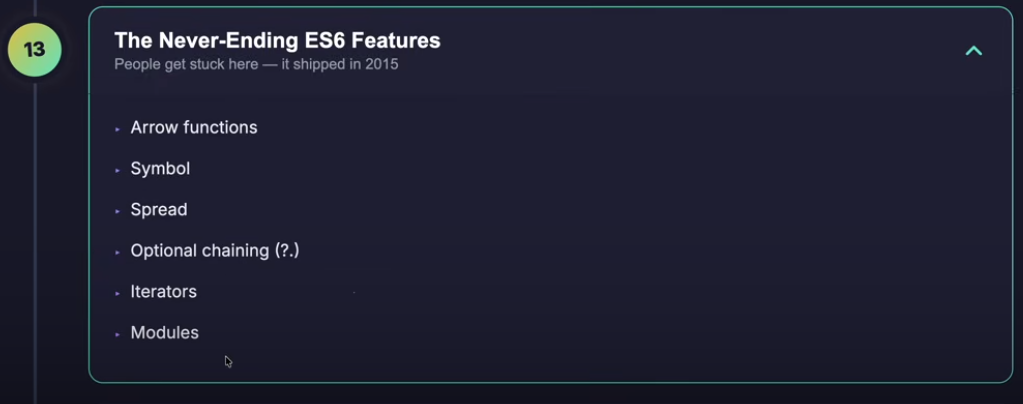 13
The Never-Ending ES6 Features
People get stuck here — it shipped in 2015
Arrow functions
Symbol
Spread
Optional chaining (?.)
Iterators
Modules